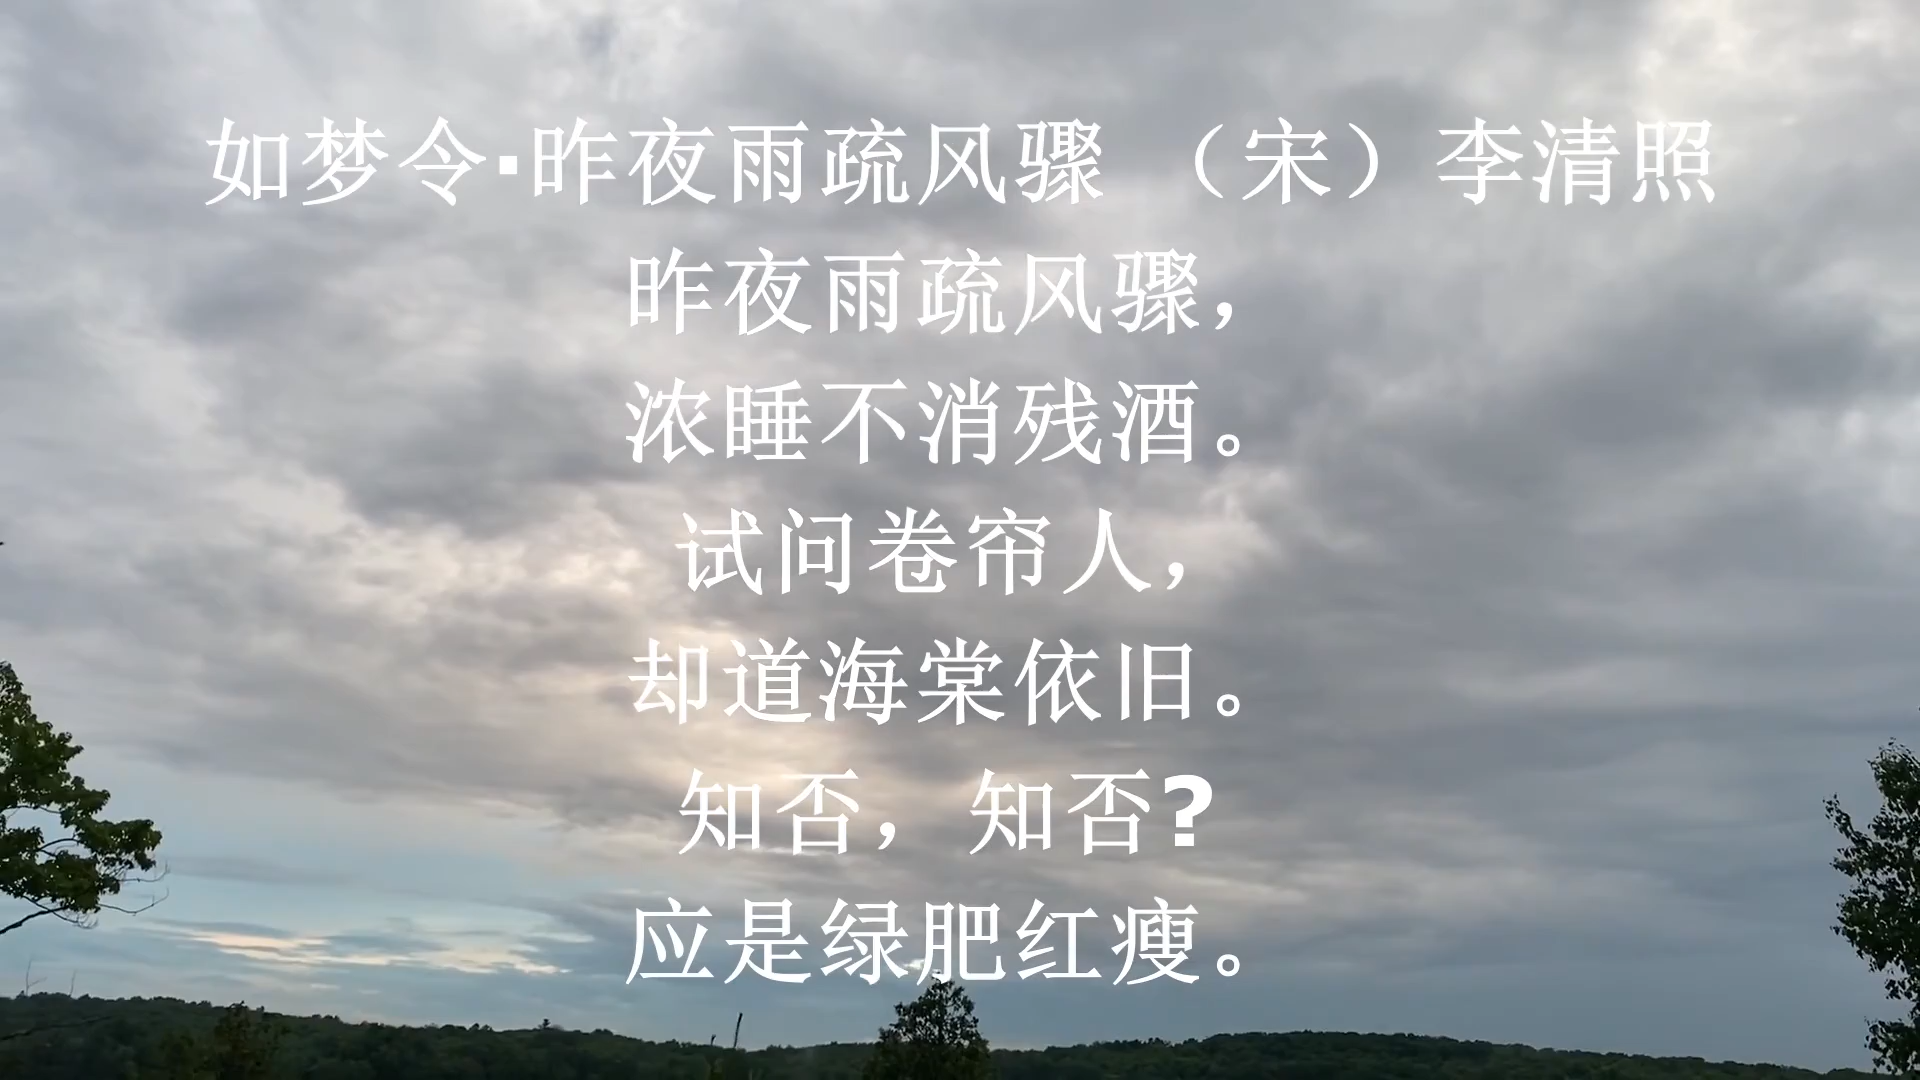 如梦令·昨夜雨疏风骤 （宋）李清照
昨夜雨疏风骤，
浓睡不消残酒。
试问卷帘人，
却道海棠依旧。
知否，知否?
应是绿肥红瘦。